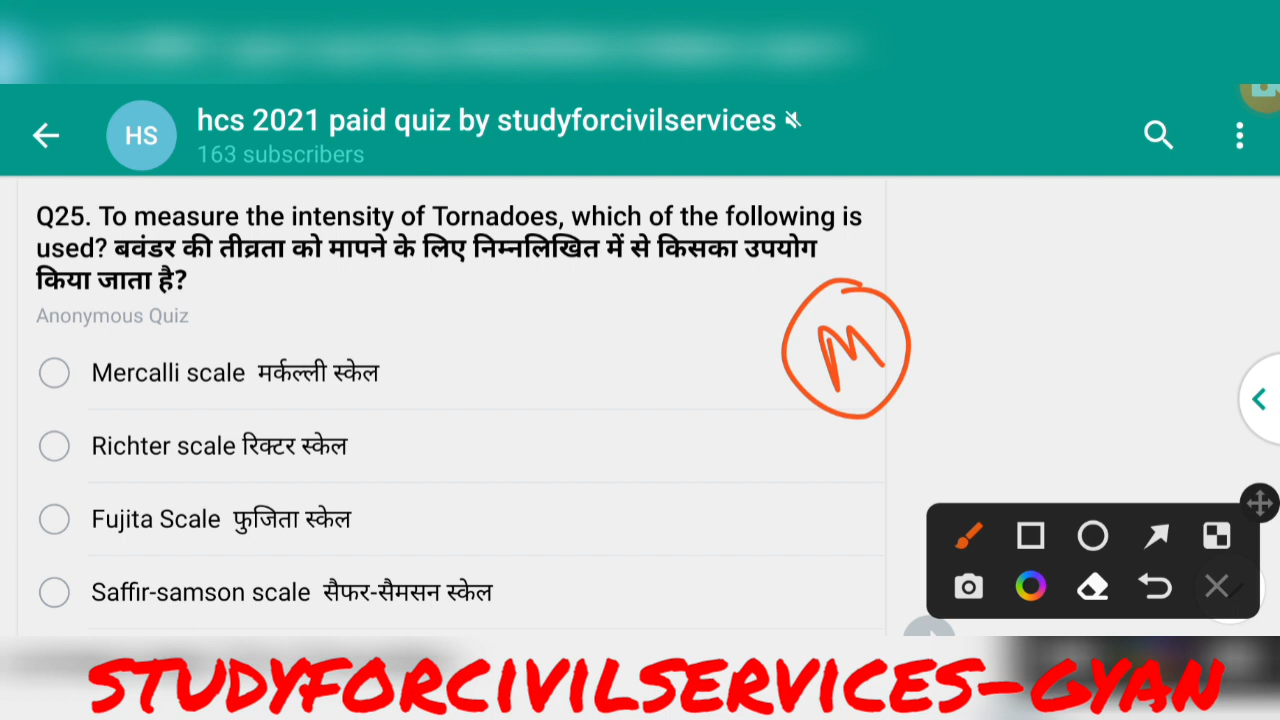 HS
hcs 2021 paid quiz by studyforcivilservices
163 subscribers
Q25. To measure the intensity of Tornadoes, which of the following is
used? बवंडर की तीव्रता को मापने के लिए निम्नलिखित में से किसका उपयोग
किया जाता है?
Anonymous Quiz
M
Mercalli scale मर्कल्ली स्केल
Richter scale रिक्टर स्केल
Fujita Scale फुजिता स्केल
Saffir-samson scale सैफर-सैमसन स्केल
STUDYFORCIVILSERVICES-GYAN